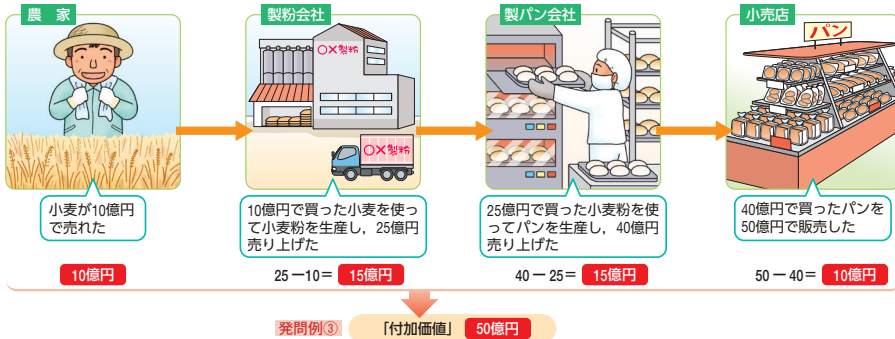 農　家
製粉会社
製パン会社
小売店
〇✕製粉
〇✕製粉
パン
小麦が10億円
で売れた
10億円で買った小麦を使っ
て小麦粉を生産し，25億円
売り上げた
25億円で買った小麦粉を使
ってパンを生産し，40億円
売り上げた
40億円で買ったパンを
50億円で販売した
10億円
25－10＝ 15億円
40－25＝ 15億円
50－40＝ 10億円
発問例③ 「付加価値」 50億円